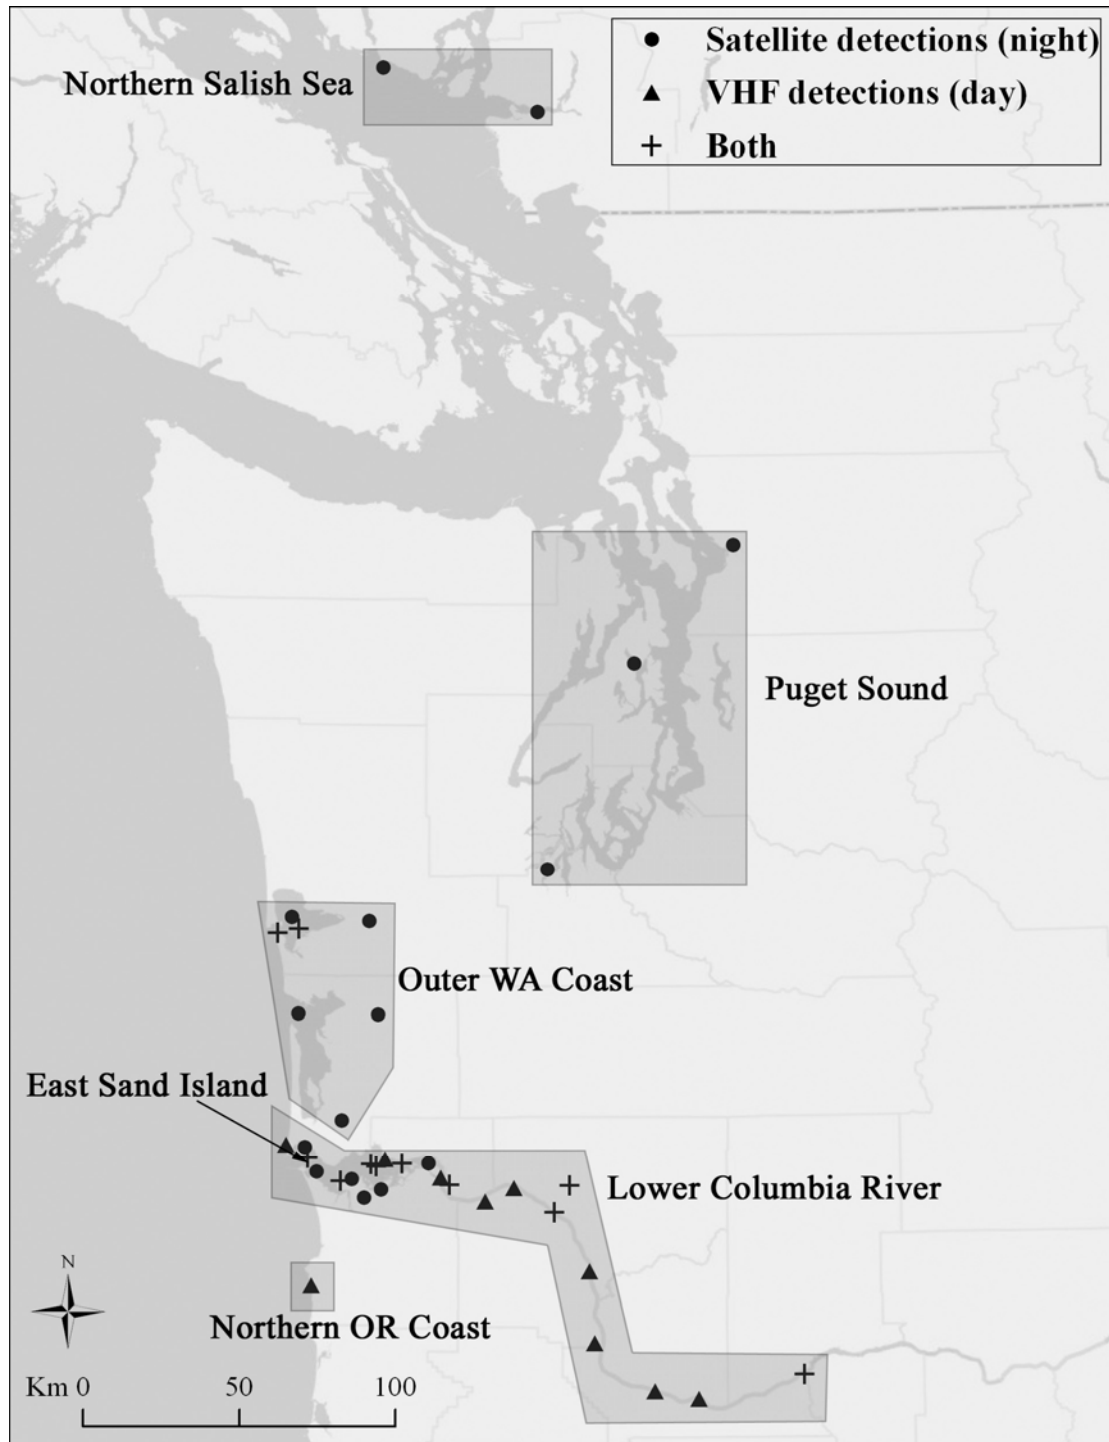 Satellite detections (night)
VHF detections (day)
Both
Northern Salish Sea
Puget Sound
Outer WA Coast
East Sand Island
Lower Columbia River
N
Northern OR Coast
Km 0 50 100